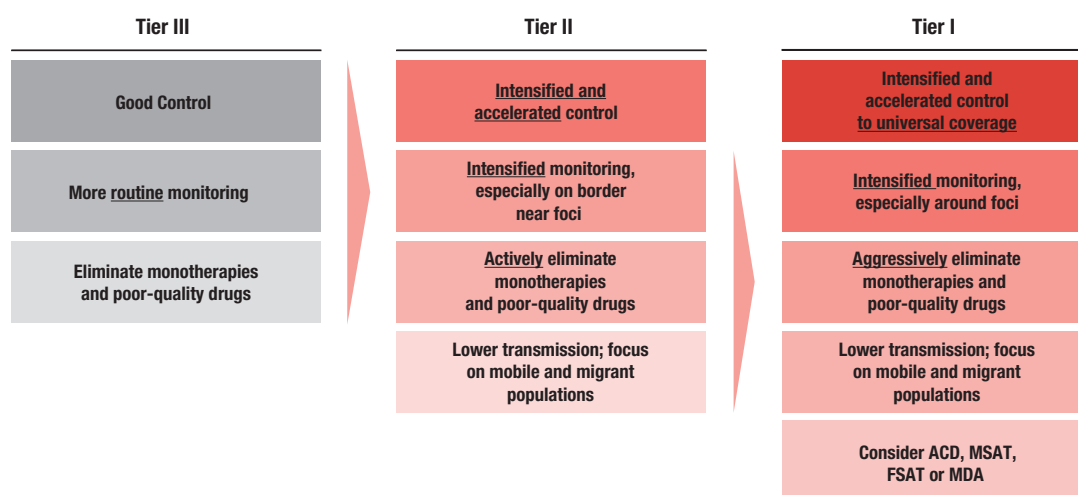 Tier III
Good Control
More routine monitoring
Eliminate monotherapies
and poor-quality drugs
Tier II
Intensified and
accelerated control
Intensified monitoring,
especially on border
near foci
Actively eliminate
monotherapies
and poor-quality drugs
Lower transmission; focus
on mobile and migrant
populations
Tier I
Intensified and
accelerated control
to universal coverage
Intensified monitoring,
especially around foci
Aggressively eliminate
monotherapies and
poor-quality drugs
Lower transmission; focus
on mobile and migrant
populations
Consider ACD, MSAT,
FSAT or MDA